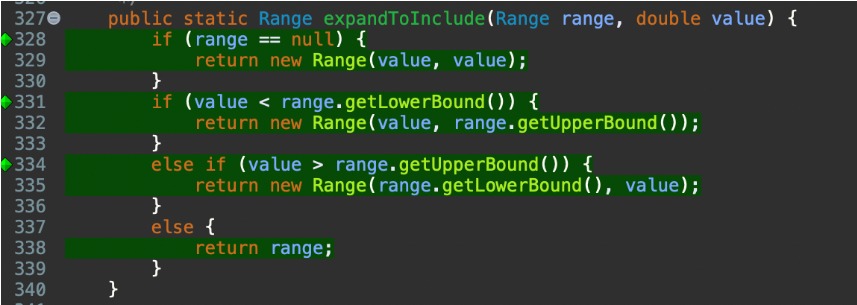 327 public static Range expandToInclude(Range range, double value) {
328 if (range == null) {
329 return new Range(value, value);
330 }
331 if (value < range.getLowerBound()) {
332 return new Range(value, range.getUpperBound());
333 }
334 else if (value > range.getUpperBound()) {
335 return new Range(range.getLowerBound(), value);
336 }
337 else {
338 return range;
339 }
340 }